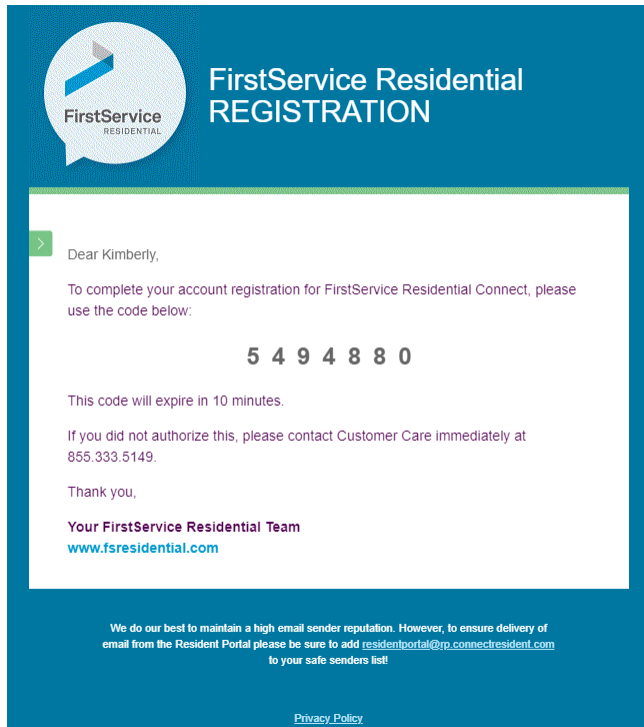 FirstService
RESIDENTIAL
FirstService Residential
REGISTRATION
Dear Kimberly,
To complete your account registration for FirstService Residential Connect, please
use the code below:
5 4 9 4 8 8 0
This code will expire in 10 minutes.
If you did not authorize this, please contact Customer Care immediately at
855.333.5149.
Thank you,
Your FirstService Residential Team
www.fsresidential.com
We do our best to maintain a high email sender reputation. However, to ensure delivery of
email from the Resident Portal please be sure to add residentportal@rp.connectresident.com
to your safe senders list!
Privacy Policy